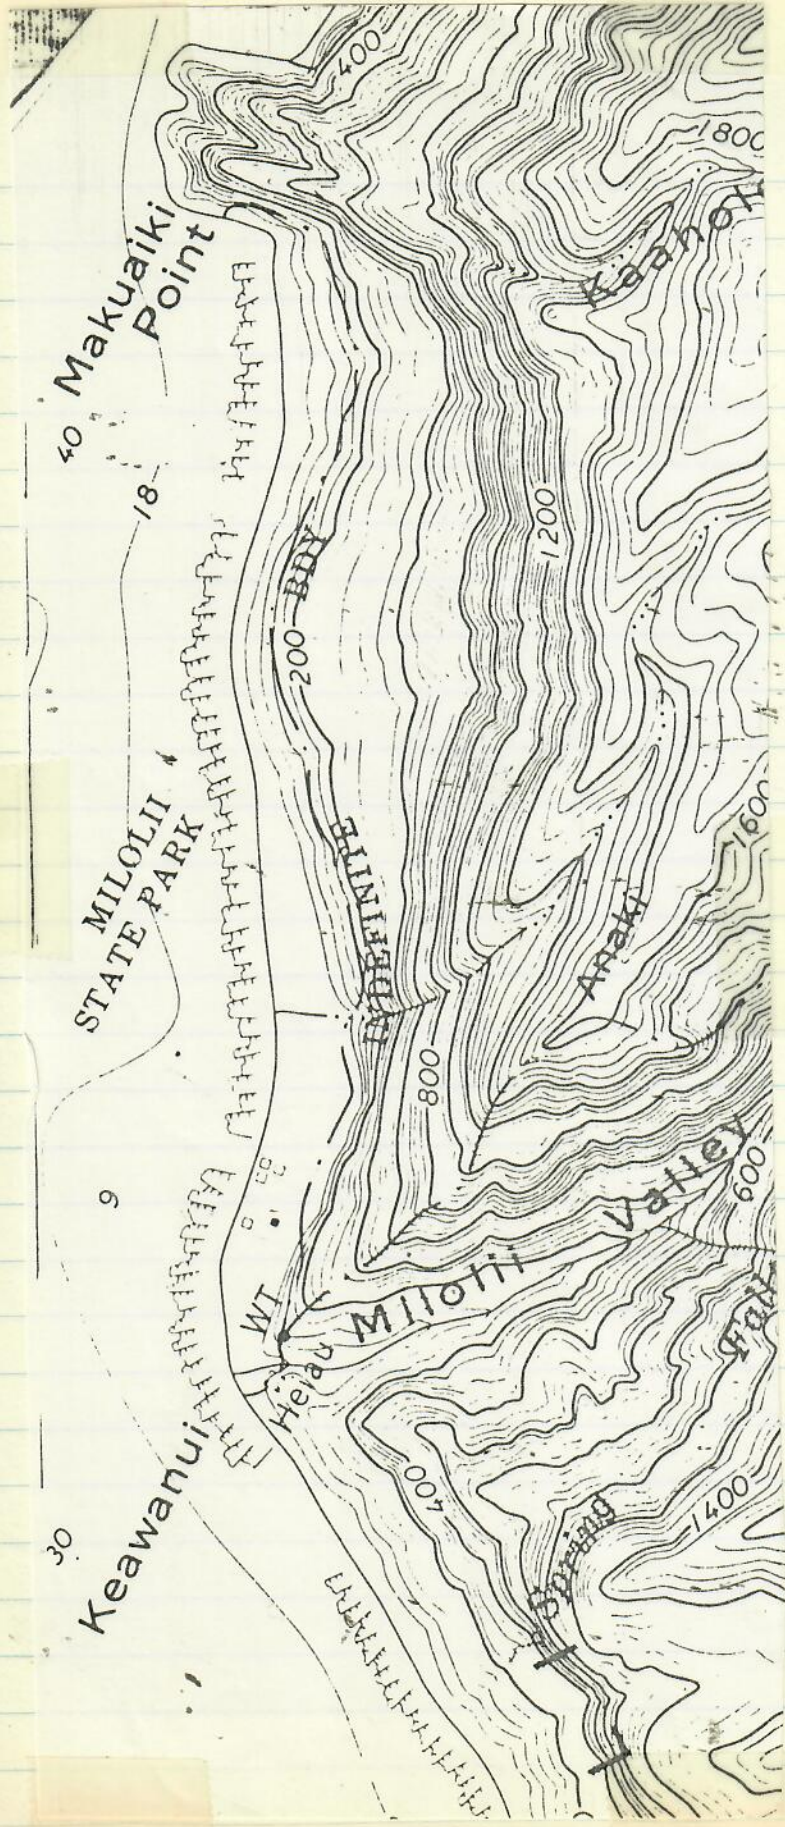 400
1800
Makuaiki
Point
40
18
1200
200
BDY
MILOLII
STATE PARK
1600
INDEFINITE
Anaki
800
Valley
600
9
Milolii
WT
Heiau
Fall
400
Keawanui
30
1400
Spring